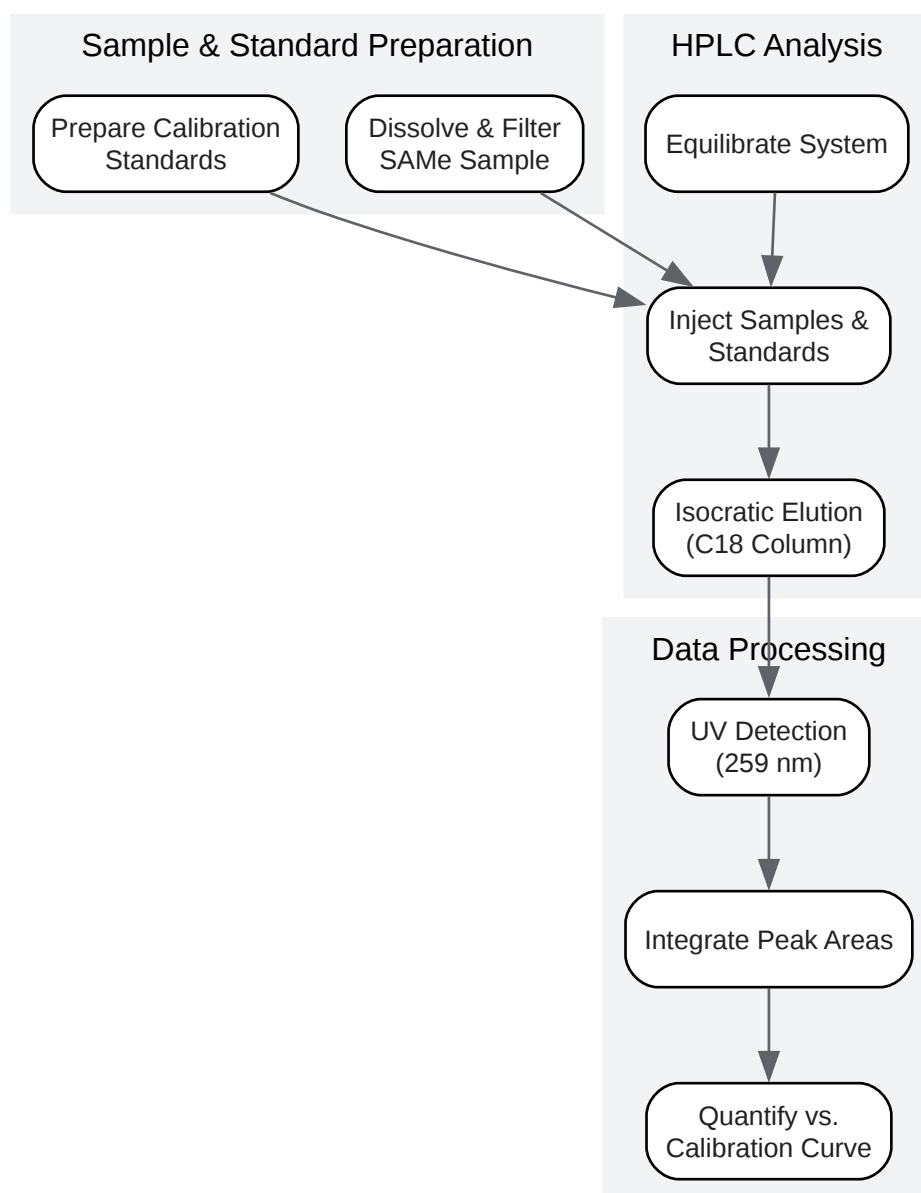 Sample & Standard Preparation
Prepare Calibration
Standards
Dissolve & Filter
SAMe Sample
HPLC Analysis
Equilibrate System
Inject Samples &
Standards
Isocratic Elution
(C18 Column)
Data Processing
UV Detection
(259 nm)
Integrate Peak Areas
Quantify vs.
Calibration Curve